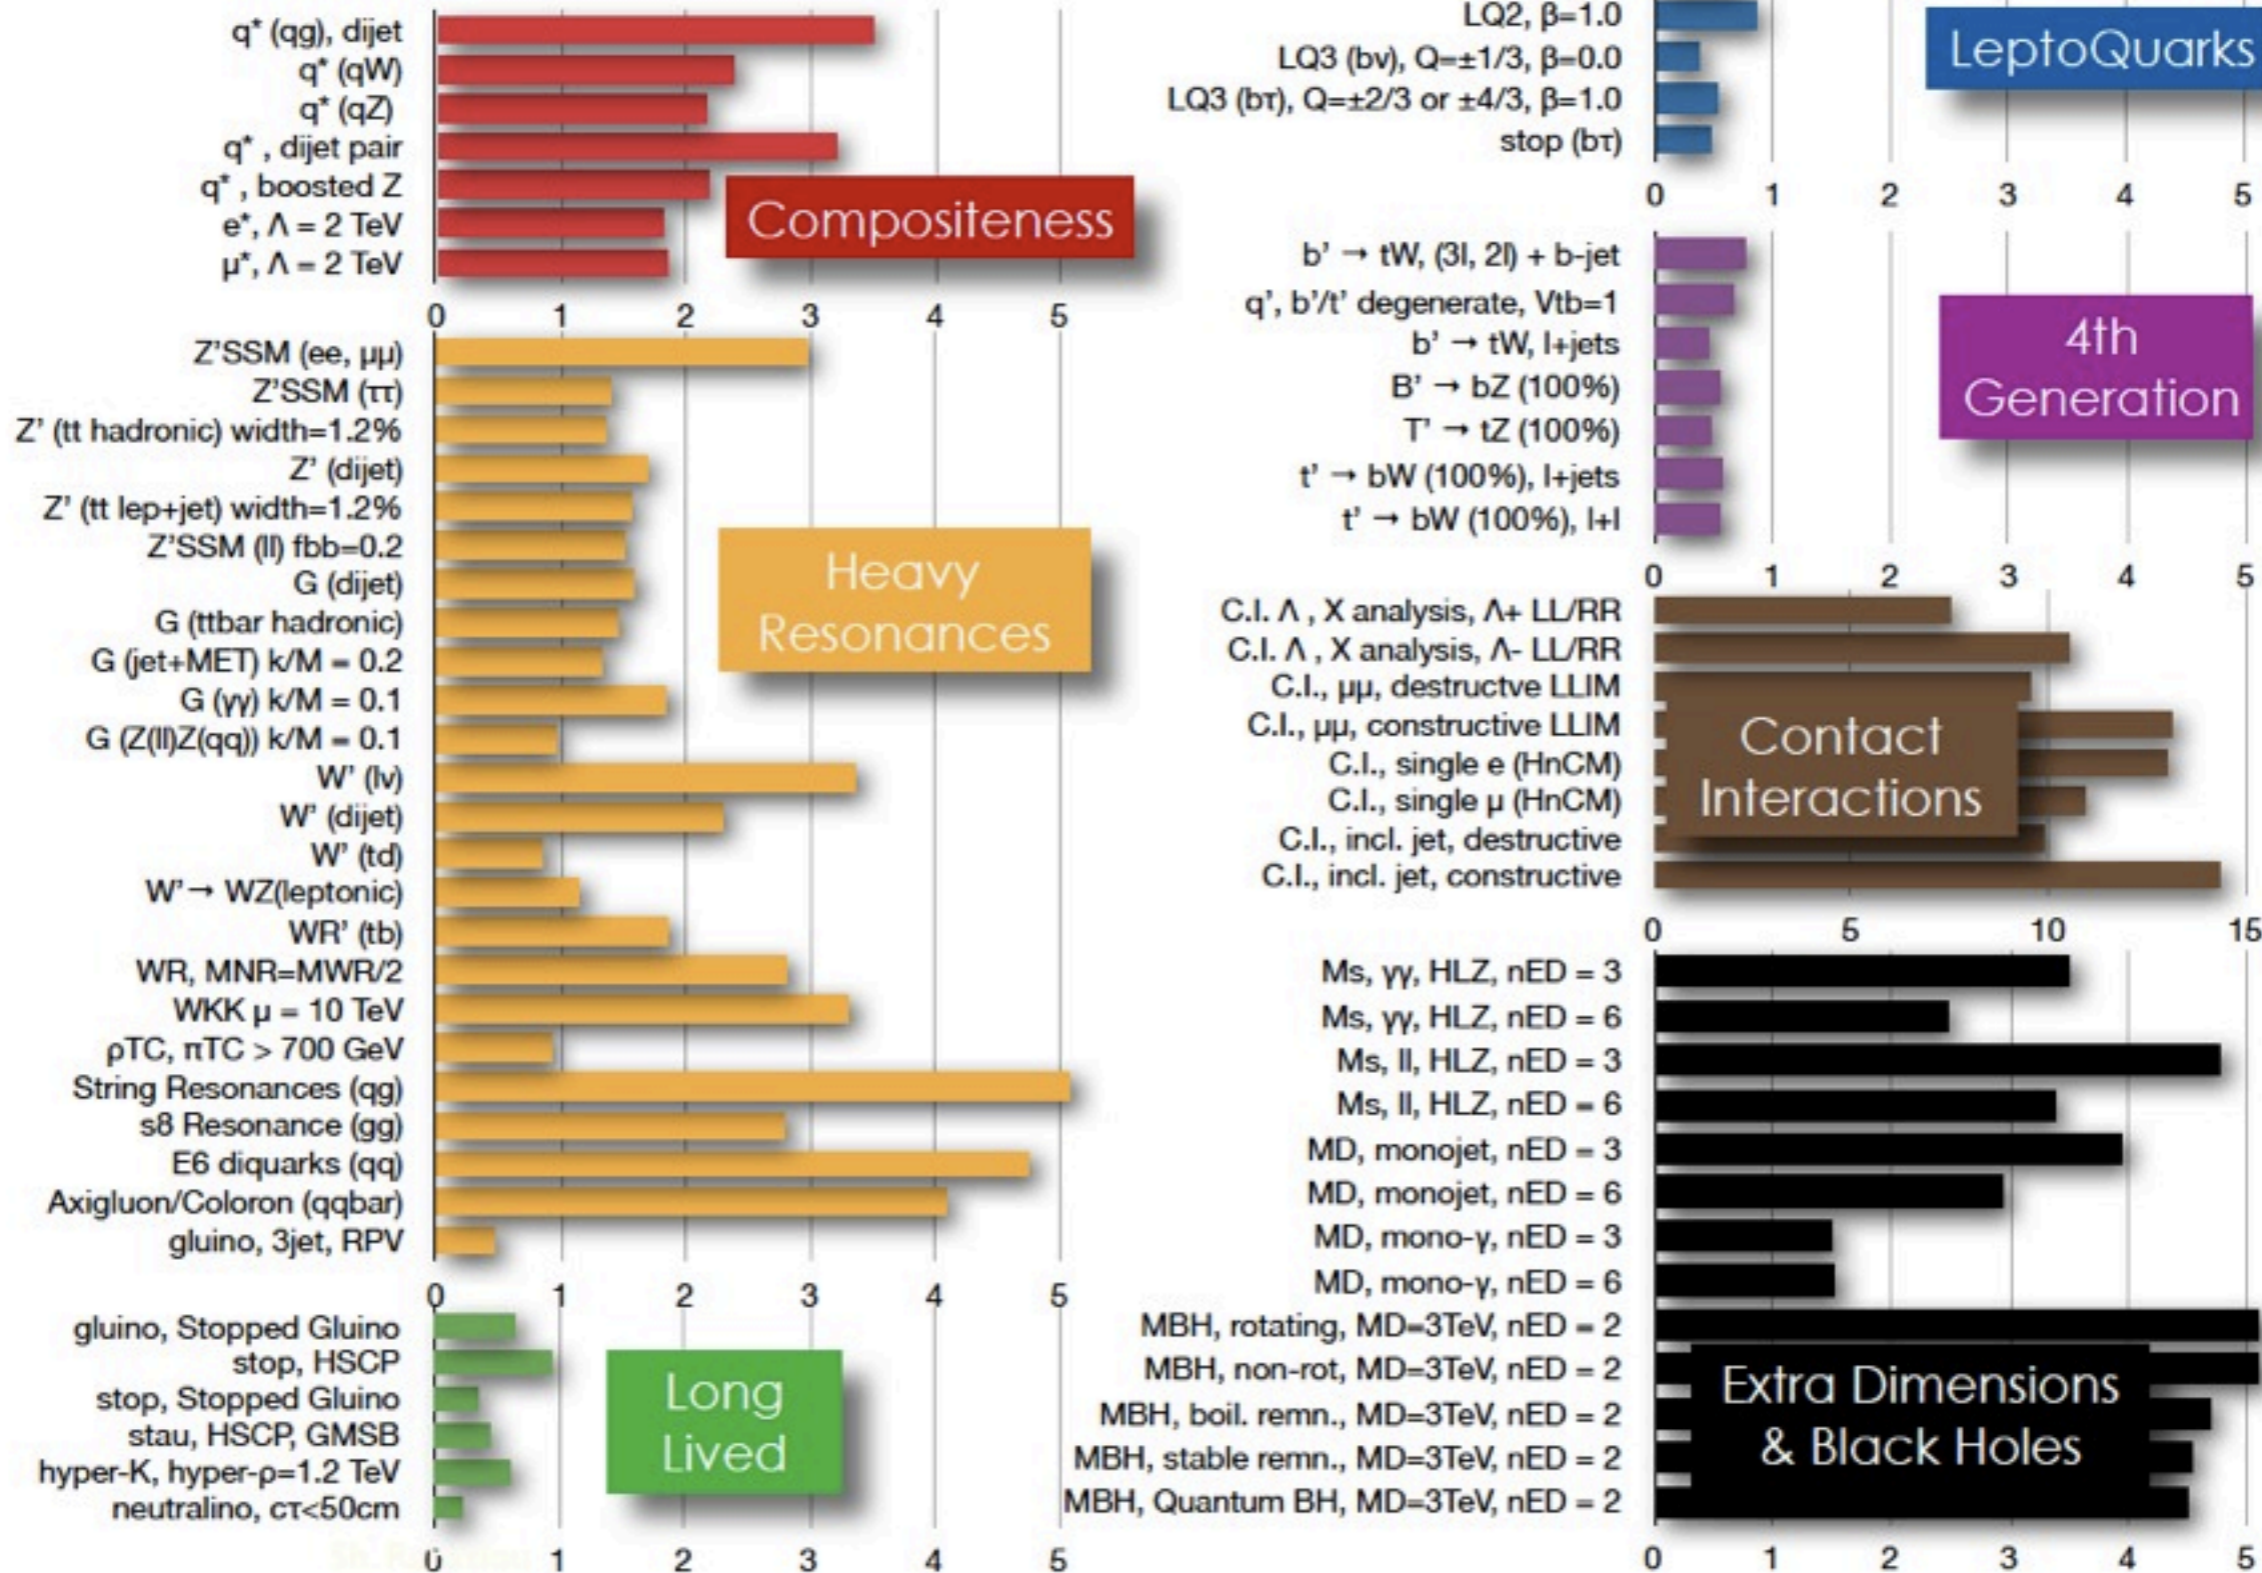 q* (qg), dijet
q* (qW)
q* (qZ)
q* , dijet pair
q* , boosted Z
e*, Λ = 2 TeV
μ*, Λ = 2 TeV
Compositeness
0 1 2 3 4 5
Z’SSM (ee, μμ)
Z’SSM (ττ)
Z’ (tt hadronic) width=1.2%
Z’ (dijet)
Z’ (tt lep+jet) width=1.2%
Z’SSM (ll) fbb=0.2
G (dijet)
G (ttbar hadronic)
G (jet+MET) k/M = 0.2
G (γγ) k/M = 0.1
G (Z(ll)Z(qq)) k/M = 0.1
W’ (lν)
W’ (dijet)
W’ (td)
W’→ WZ(leptonic)
WR’ (tb)
WR, MNR=MWR/2
WKK μ = 10 TeV
ρTC, πTC > 700 GeV
String Resonances (qg)
s8 Resonance (gg)
E6 diquarks (qq)
Axigluon/Coloron (qqbar)
gluino, 3jet, RPV
Heavy
Resonances
0 1 2 3 4 5
gluino, Stopped Gluino
stop, HSCP
stop, Stopped Gluino
stau, HSCP, GMSB
hyper-K, hyper-ρ=1.2 TeV
neutralino, cτ<50cm
Long
Lived
0 1 2 3 4 5
LQ2, β=1.0
LQ3 (bν), Q=±1/3, β=0.0
LQ3 (bτ), Q=±2/3 or ±4/3, β=1.0
stop (bτ)
LeptoQuarks
0 1 2 3 4 5
b’ → tW, (3l, 2l) + b-jet
q’, b’/t’ degenerate, Vtb=1
b’ → tW, l+jets
B’ → bZ (100%)
T’ → tZ (100%)
t’ → bW (100%), l+jets
t’ → bW (100%), l+l
4th
Generation
0 1 2 3 4 5
C.I. Λ , X analysis, Λ+ LL/RR
C.I. Λ , X analysis, Λ- LL/RR
C.I., μμ, destructve LLIM
C.I., μμ, constructive LLIM
C.I., single e (HnCM)
C.I., single μ (HnCM)
C.I., incl. jet, destructive
C.I., incl. jet, constructive
Contact
Interactions
0 5 10 15
Ms, γγ, HLZ, nED = 3
Ms, γγ, HLZ, nED = 6
Ms, ll, HLZ, nED = 3
Ms, ll, HLZ, nED = 6
MD, monojet, nED = 3
MD, monojet, nED = 6
MD, mono-γ, nED = 3
MD, mono-γ, nED = 6
MBH, rotating, MD=3TeV, nED = 2
MBH, non-rot, MD=3TeV, nED = 2
MBH, boil. remn., MD=3TeV, nED = 2
MBH, stable remn., MD=3TeV, nED = 2
MBH, Quantum BH, MD=3TeV, nED = 2
Extra Dimensions
& Black Holes
0 1 2 3 4 5